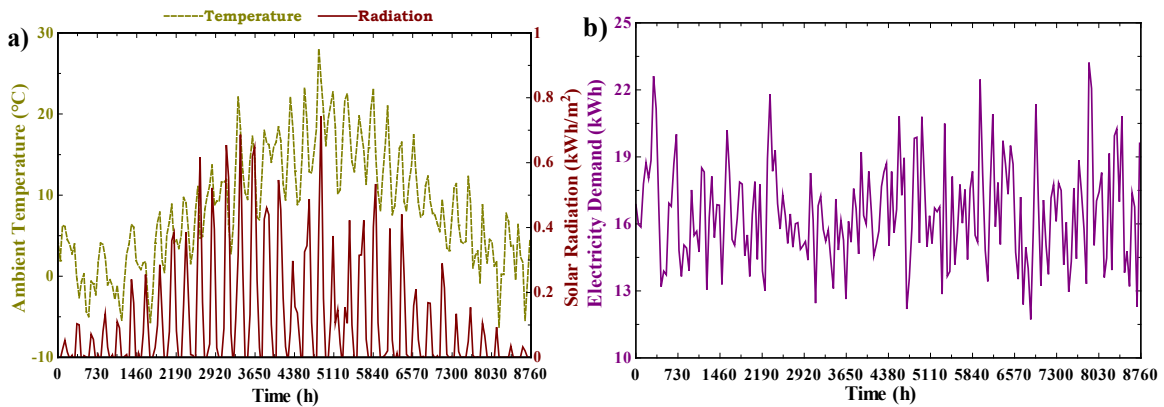 Temperature Radiation
a)
30
20
10
0
-10
Ambient Temperature (°C)
1
0.8
0.6
0.4
0.2
0
Solar Radiation (kWh/m²)
0 730 1460 2190 2920 3650 4380 5110 5840 6570 7300 8030 8760
Time (h)
b)
25
22
19
16
13
10
Electricity Demand (kWh)
0 730 1460 2190 2920 3650 4380 5110 5840 6570 7300 8030 8760
Time (h)